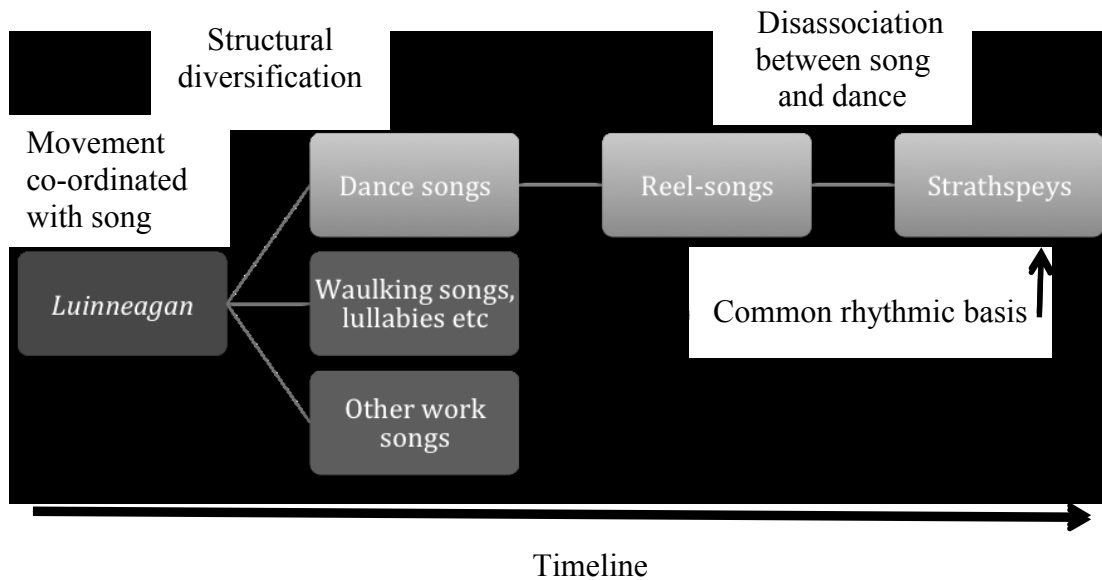 Structural
diversification
Disassociation
between song
and dance
Movement
co-ordinated
with song
Dance songs
Reel-songs
Strathspeys
Luinneagan
Waulking songs,
lullabies etc
Common rhythmic basis
Other work
songs
Timeline